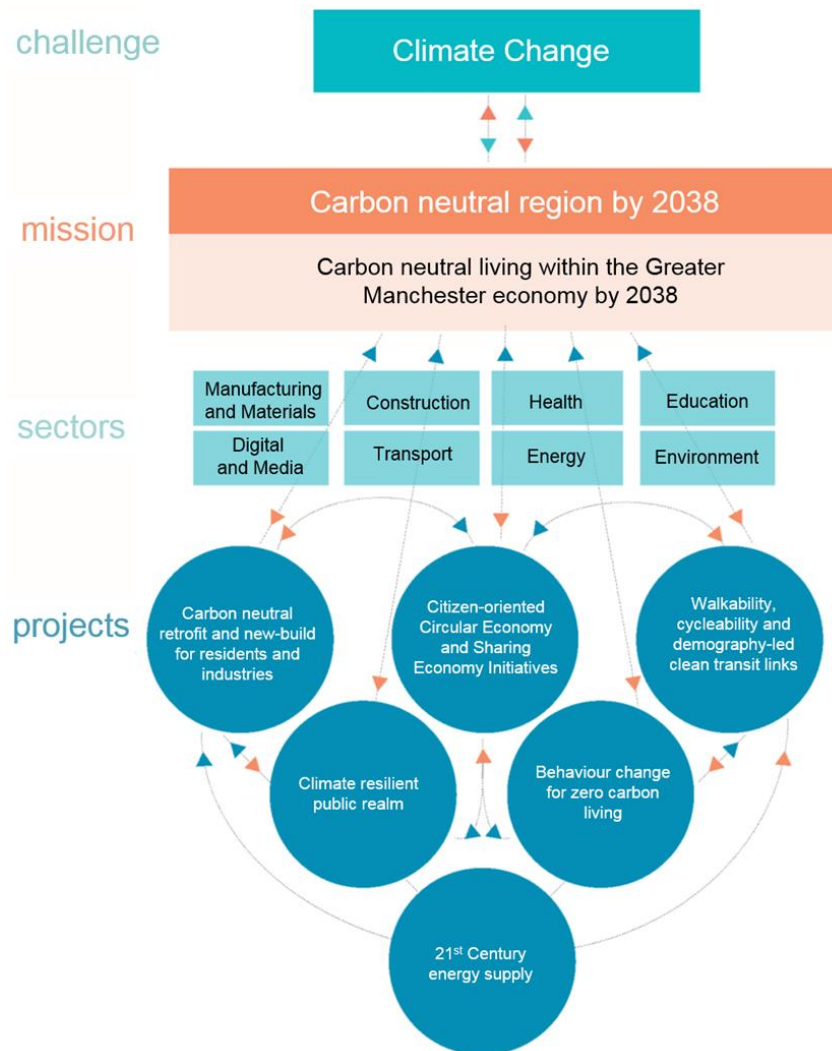 challenge
Climate Change
mission
Carbon neutral region by 2038
Carbon neutral living within the Greater
Manchester economy by 2038
sectors
Manufacturing
and Materials
Construction
Health
Education
Digital
and Media
Transport
Energy
Environment
projects
Carbon neutral
retrofit and new-build
for residents and
industries
Citizen-oriented
Circular Economy
and Sharing
Economy Initiatives
Walkability,
cycleability and
demography-led
clean transit links
Climate resilient
public realm
Behaviour change
for zero carbon
living
21st Century
energy supply